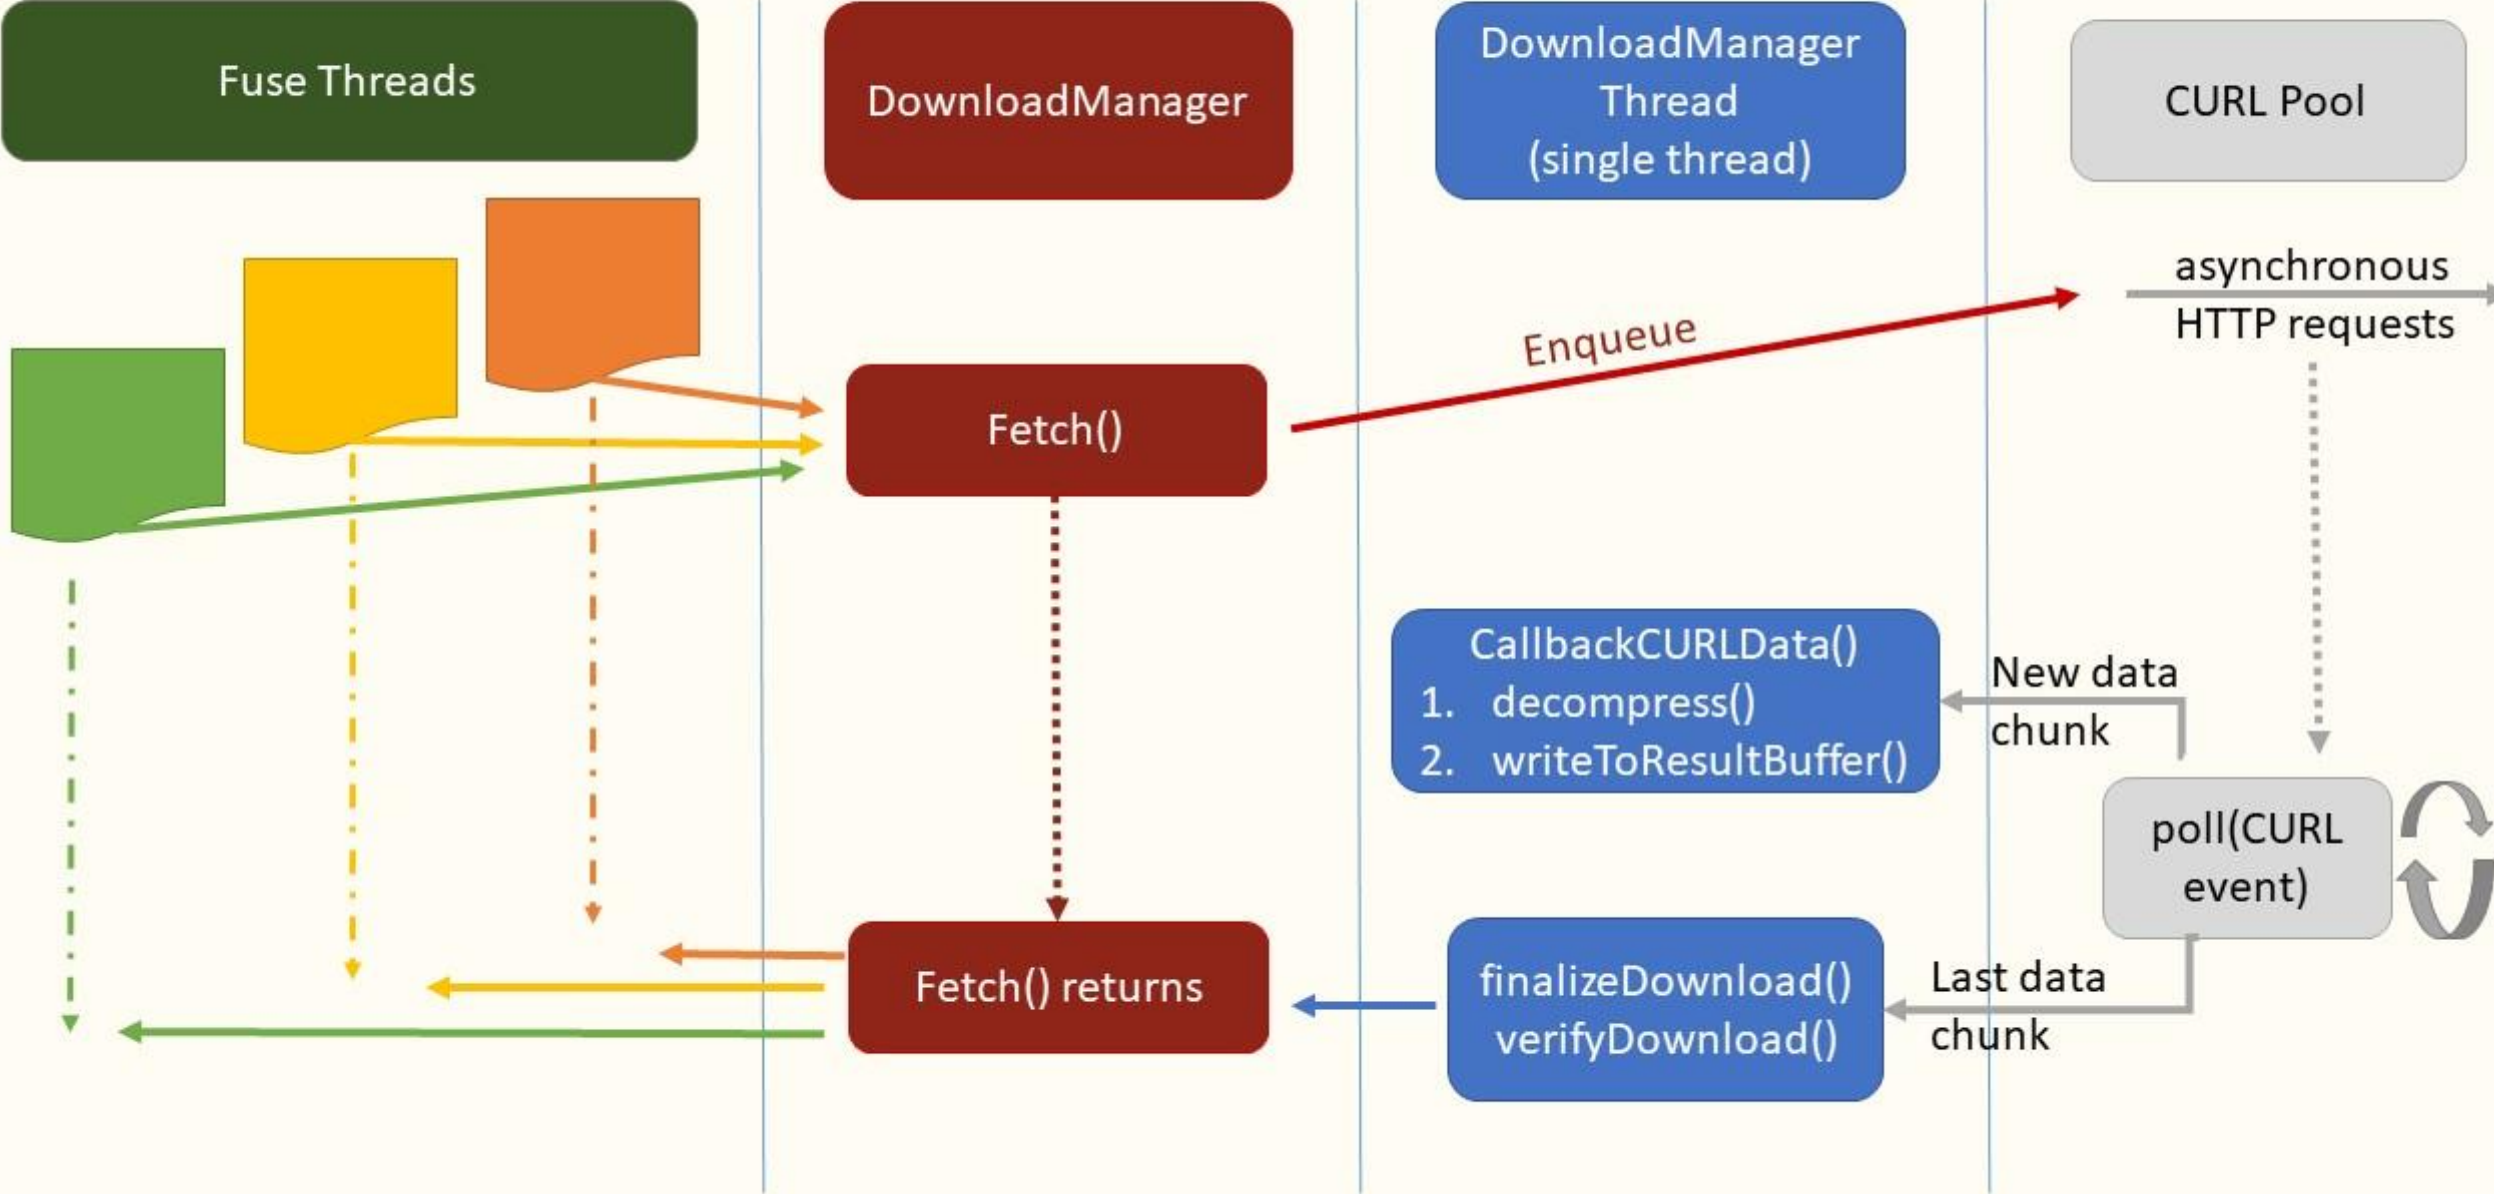 Fuse Threads
DownloadManager
DownloadManager
Thread
(single thread)
CURL Pool
asynchronous
HTTP requests
Enqueue
Fetch()
CallbackCURLData()
1. decompress()
2. writeToResultBuffer()
New data
chunk
poll(CURL
event)
Fetch() returns
finalizeDownload()
verifyDownload()
Last data
chunk